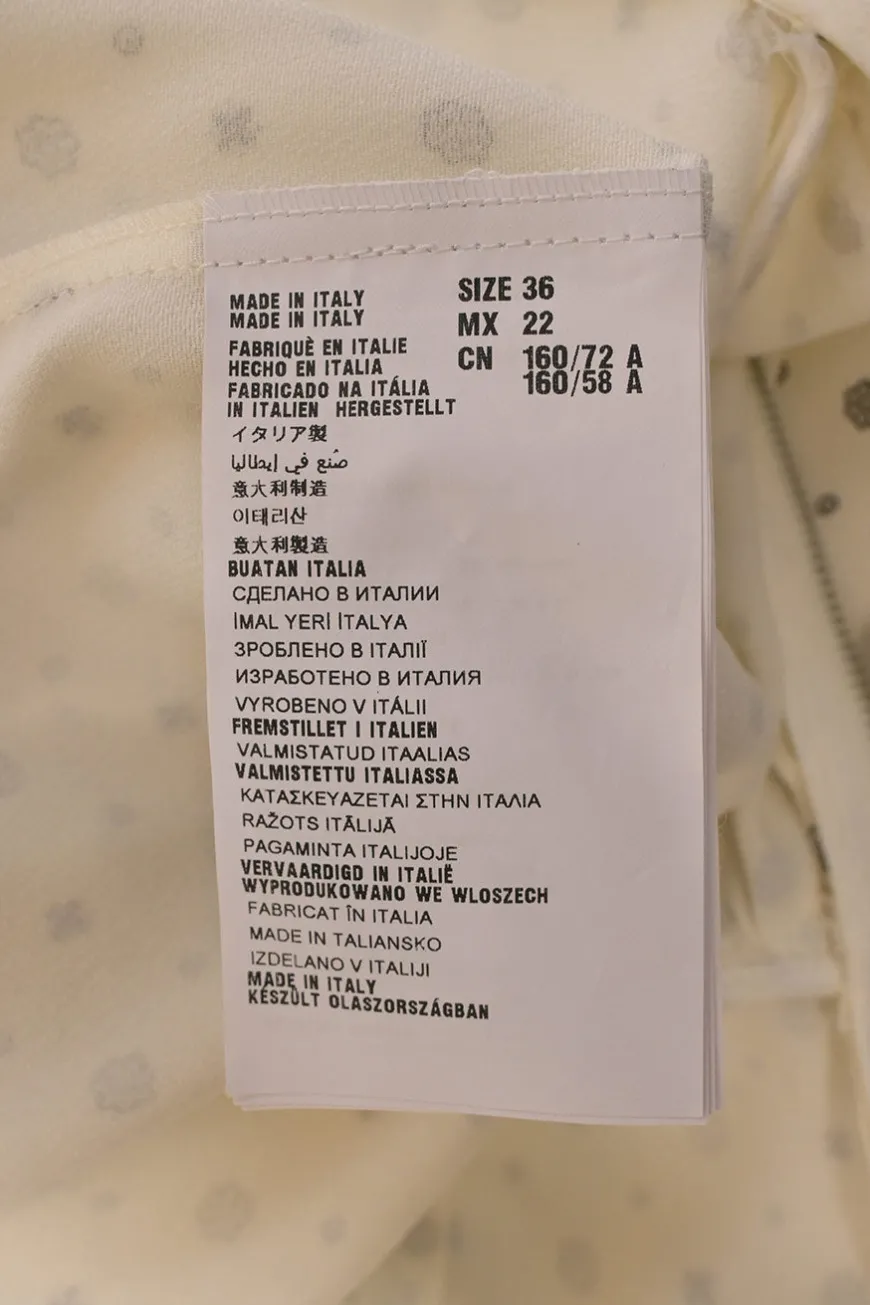 MADE IN ITALY
MADE IN ITALY
FABRIQUÈ EN ITALIE
HECHO EN ITALIA
FABRICADO NA ITÁLIA
IN ITALIEN HERGESTELLT
イタリア製
صُنع في إيطاليا
意大利制造
이태리산
意大利製造
BUATAN ITALIA
СДЕЛАНО В ИТАЛИИ
İMAL YERİ İTALYA
ЗРОБЛЕНО В ІТАЛІЇ
ИЗРАБОТЕНО В ИТАЛИЯ
VYROBENO V ITÁLII
FREMSTILLET I ITALIEN
VALMISTATUD ITAALIAS
VALMISTETTU ITALIASSA
ΚΑΤΑΣΚΕΥΑΖΕΤΑΙ ΣΤΗΝ ΙΤΑΛΙΑ
RAŽOTS ITĀLIJĀ
PAGAMINTA ITALIJOJE
VERVAARDIGD IN ITALIË
WYPRODUKOWANO WE WLOSZECH
FABRICAT ÎN ITALIA
MADE IN TALIANSKO
IZDELANO V ITALIJI
MADE IN ITALY
KÉSZÜLT OLASZORSZÁGBAN
SIZE 36
MX 22
CN 160/72 A
160/58 A